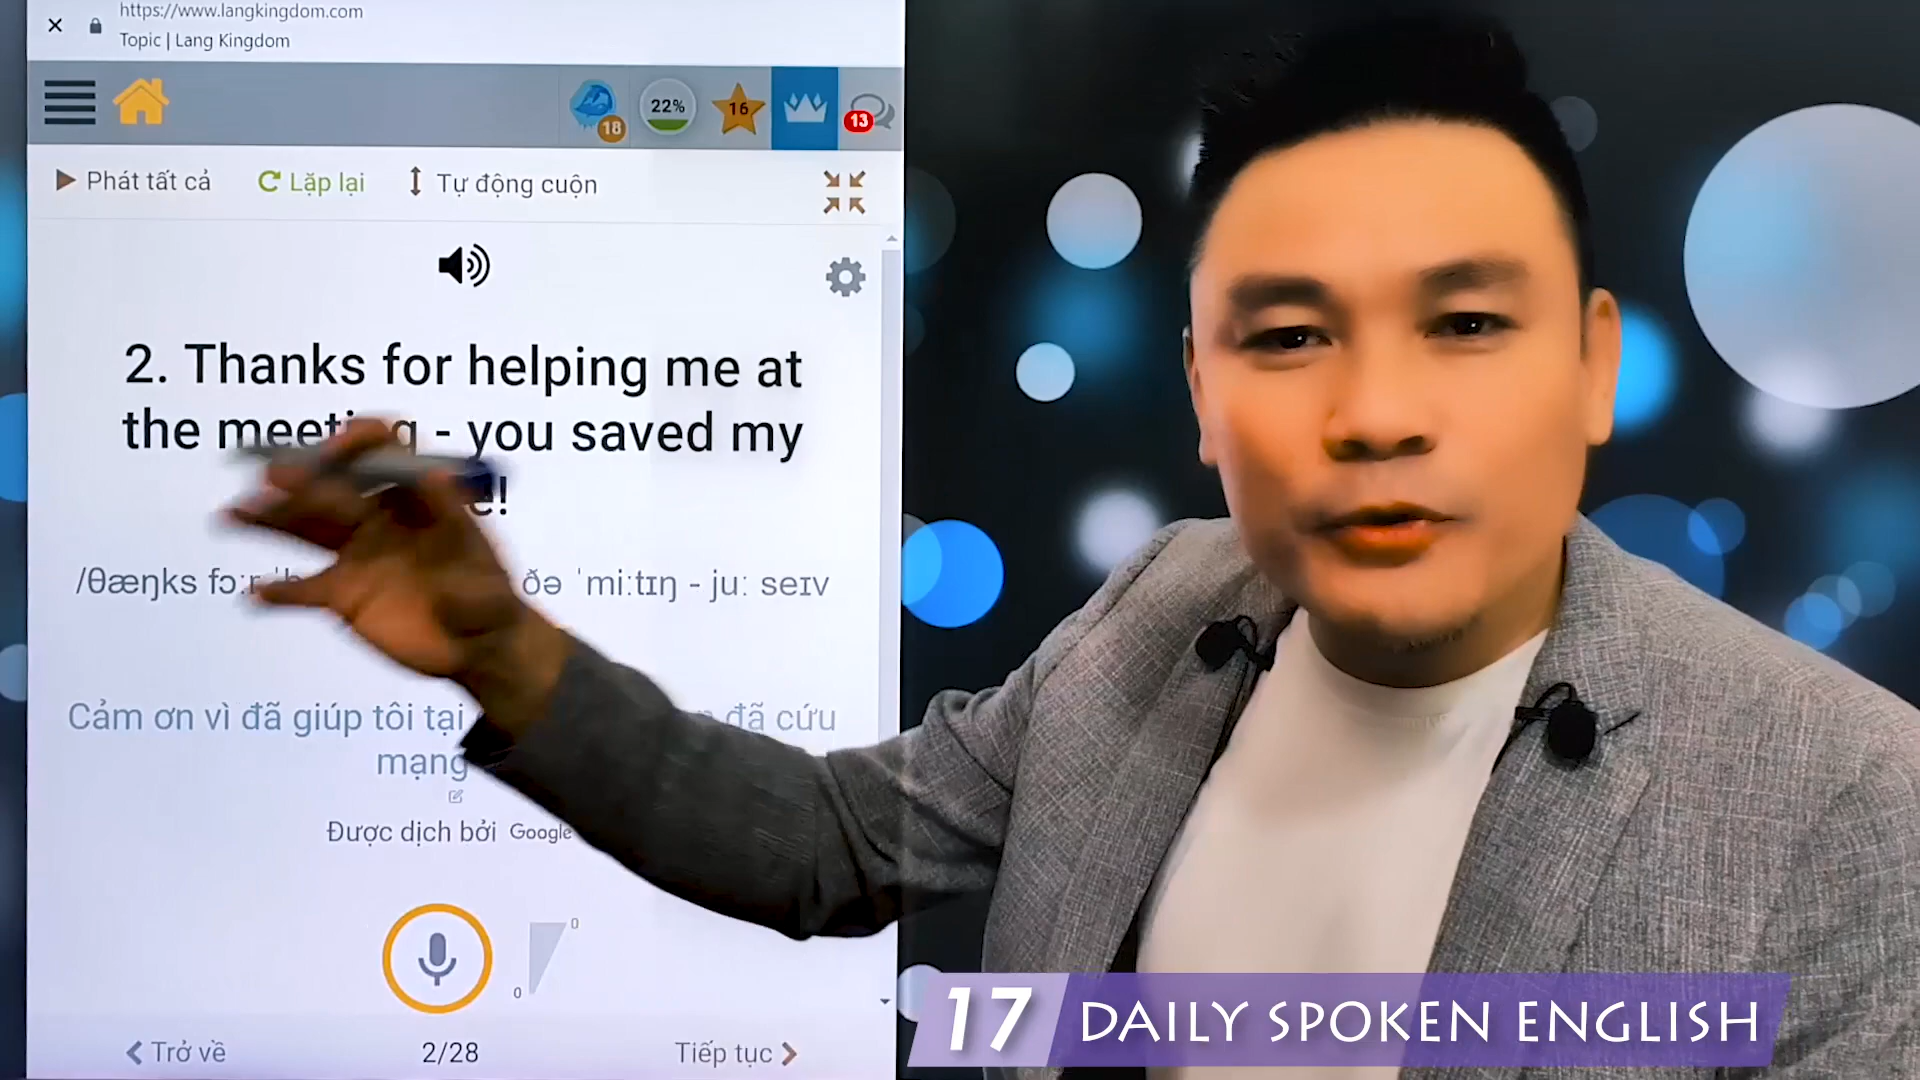 https://www.langkingdom.com
Topic | Lang Kingdom
18
22%
16
13
Phát tất cả
Lặp lại
Tự động cuộn
2. Thanks for helping me at
the meeting - you saved my
/θæŋks fɔːr ðə ˈmiːtɪŋ - juː seɪv
Cảm ơn vì đã giúp tôi tại đã cứu
mạng
Được dịch bởi Google
0
0
Trở về
2/28
Tiếp tục
17 DAILY SPOKEN ENGLISH